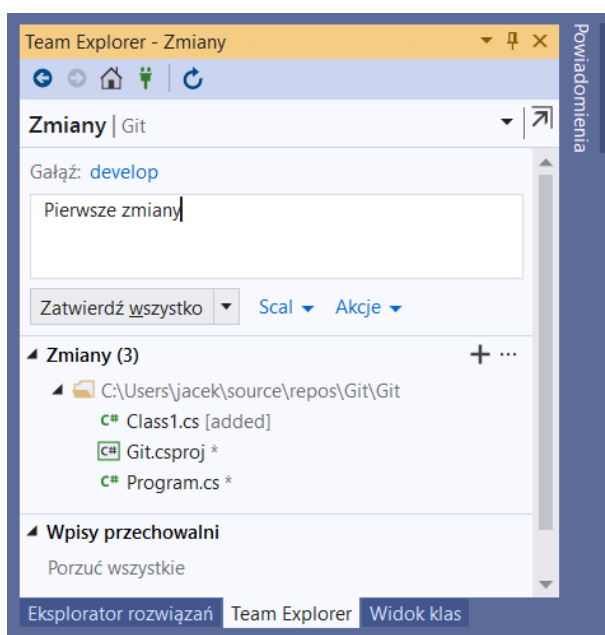 Team Explorer - Zmiany
Zmiany | Git
Gałąź: develop
Pierwsze zmiany
Zatwierdź wszystko
Scal
Akcje
Zmiany (3)
C:\Users\jacek\source\repos\Git\Git
C# Class1.cs [added]
C# Git.csproj *
C# Program.cs *
Wpisy przechowalni
Porzuć wszystkie
Eksplorator rozwiązań
Team Explorer
Widok klas
Powiadomienia